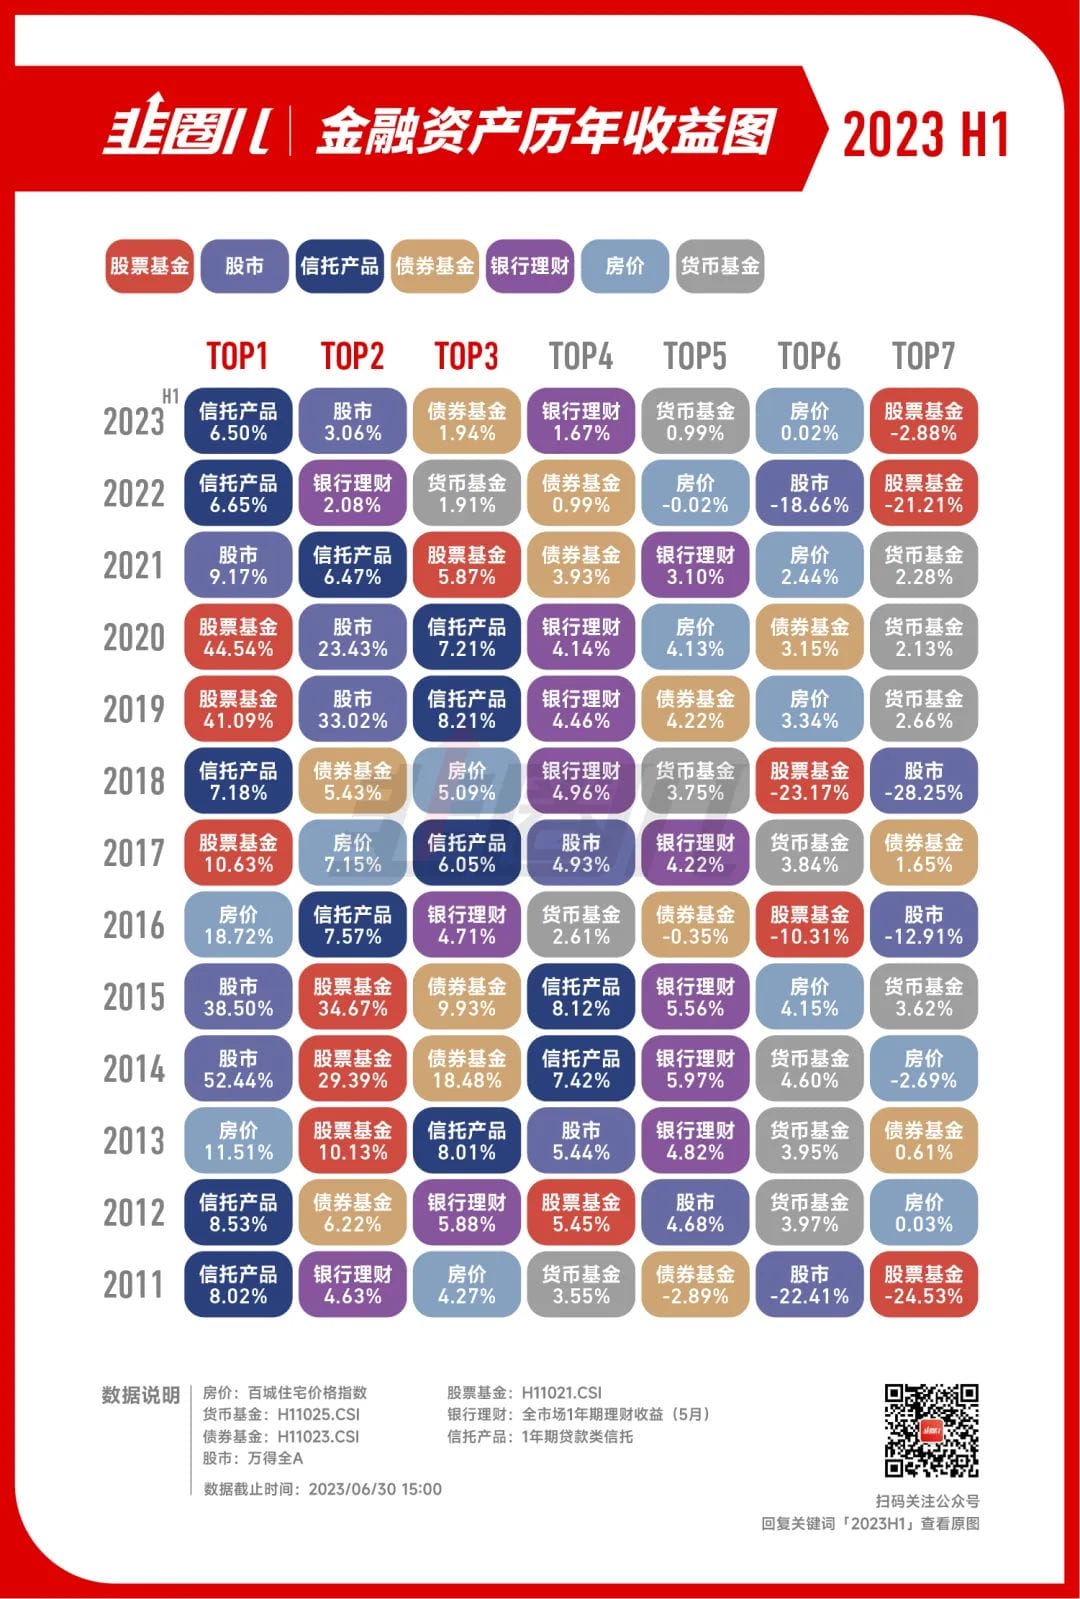 韭圈儿 金融资产历年收益图 2023 H1
股票基金 股市 信托产品 债券基金 银行理财 房价 货币基金
TOP1 TOP2 TOP3 TOP4 TOP5 TOP6 TOP7
2023 H1
信托产品 股市 债券基金 银行理财 货币基金 房价 股票基金
6.50% 3.06% 1.94% 1.67% 0.99% 0.02% -2.88%
2022
信托产品 银行理财 货币基金 债券基金 房价 股市 股票基金
6.65% 2.08% 1.91% 0.99% -0.02% -18.66% -21.21%
2021
股市 信托产品 股票基金 债券基金 银行理财 房价 货币基金
9.17% 6.47% 5.87% 3.93% 3.10% 2.44% 2.28%
2020
股票基金 股市 信托产品 银行理财 房价 债券基金 货币基金
44.54% 23.43% 7.21% 4.14% 4.13% 3.15% 2.13%
2019
股票基金 股市 信托产品 银行理财 债券基金 房价 货币基金
41.09% 33.02% 8.21% 4.46% 4.22% 3.34% 2.66%
2018
信托产品 债券基金 房价 银行理财 货币基金 股票基金 股市
7.18% 5.43% 5.09% 4.96% 3.75% -23.17% -28.25%
2017
股票基金 房价 信托产品 股市 银行理财 货币基金 债券基金
10.63% 7.15% 6.05% 4.93% 4.22% 3.84% 1.65%
2016
房价 信托产品 银行理财 货币基金 债券基金 股票基金 股市
18.72% 7.57% 4.71% 2.61% -0.35% -10.31% -12.91%
2015
股市 股票基金 债券基金 信托产品 银行理财 房价 货币基金
38.50% 34.67% 9.93% 8.12% 5.56% 4.15% 3.62%
2014
股市 股票基金 债券基金 信托产品 银行理财 货币基金 房价
52.44% 29.39% 18.48% 7.42% 5.97% 4.60% -2.69%
2013
房价 股票基金 信托产品 股市 银行理财 货币基金 债券基金
11.51% 10.13% 8.01% 5.44% 4.82% 3.95% 0.61%
2012
信托产品 债券基金 银行理财 股票基金 股市 货币基金 房价
8.53% 6.22% 5.88% 5.45% 4.68% 3.97% 0.03%
2011
信托产品 银行理财 房价 货币基金 债券基金 股市 股票基金
8.02% 4.63% 4.27% 3.55% -2.89% -22.41% -24.53%
韭圈儿
数据说明
房价：百城住宅价格指数
货币基金：H11025.CSI
债券基金：H11023.CSI
股市：万得全A
股票基金：H11021.CSI
银行理财：全市场1年期理财收益（5月）
信托产品：1年期贷款类信托
数据截止时间：2023/06/30 15:00
韭圈儿
扫码关注公众号
回复关键词「2023H1」查看原图